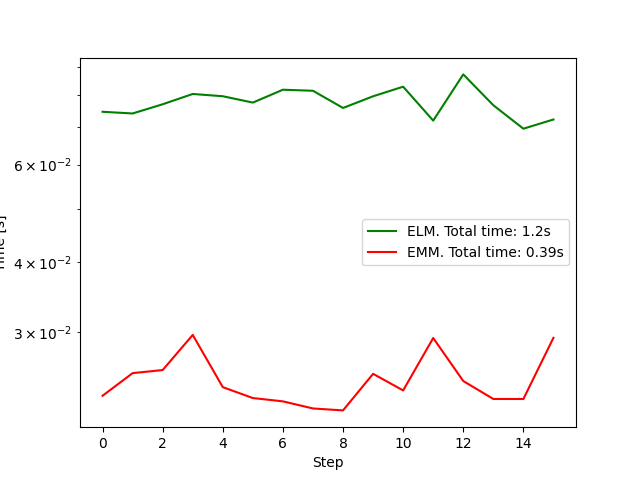 6 × 10⁻²
4 × 10⁻²
3 × 10⁻²
ELM. Total time: 1.2s
EMM. Total time: 0.39s
0 2 4 6 8 10 12 14
Step